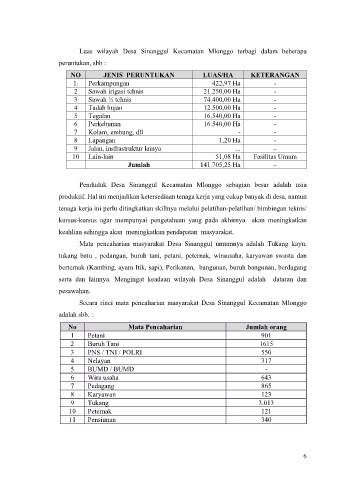 Luas wilayah Desa Sinanggul Kecamatan Mlonggo terbagi dalam beberapa
peruntukan, sbb :
NO JENIS PERUNTUKAN LUAS/HA KETERANGAN
1. Perkampungan 422,97 Ha -
2 Sawah irigasi tehnis 21.250,00 Ha -
3 Sawah ½ tehnis 74.400,00 Ha -
4 Tadah hujan 12.500,00 Ha -
5 Tegalan 16.540,00 Ha -
6 Perkebunan 16.540,00 Ha -
7 Kolam, embung, dll - -
8 Lapangan 1,20 Ha -
9 Jalan, insfrastruktur lainya ... -
10 Lain-lain 51,08 Ha Fasilitas Umum
Jumlah 141.705,25 Ha -
Penduduk Desa Sinanggul Kecamatan Mlonggo sebagian besar adalah usia
produktif. Hal ini menjadikan ketersediaan tenaga kerja yang cukup banyak di desa, namun
tenaga kerja ini perlu ditingkatkan skillnya melalui pelatihan-pelatihan/ bimbingan teknis/
kursus-kursus agar mempunyai pengetahuan yang pada akhirnya akan meningkatkan
keahlian sehingga akan meningkatkan pendapatan masyarakat.
Mata pencaharian masyarakat Desa Sinanggul umumnya adalah Tukang kayu,
tukang batu , pedangan, buruh tani, petani, peternak, wirausaha, karyawan swasta dan
berternak (Kambing, ayam Itik, sapi), Perikanan, bangunan, buruh bangunan, berdagang
serta dan lainnya. Mengingat keadaan wilayah Desa Sinanggul adalah dataran dan
pesawahan.
Secara rinci mata pencaharian masyarakat Desa Sinanggul Kecamatan Mlonggo
adalah sbb. :
No Mata Pencaharian Jumlah orang
1 Petani 901
2 Buruh Tani 1615
3 PNS / TNI / POLRI 550
4 Nelayan 317
5 BUMD / BUMD -
6 Wira usaha 643
7 Pedagang 865
8 Karyawan 123
9 Tukang 3.013
10 Peternak 121
11 Pensiunan 340
6